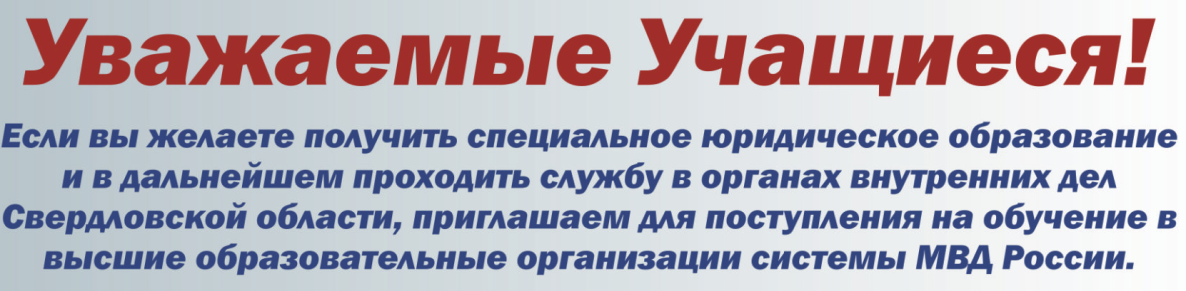 Уважаемые Учащиеся!
Если вы желаете получить специальное юридическое образование
и в дальнейшем проходить службу в органах внутренних дел
Свердловской области, приглашаем для поступления на обучение в
высшие образовательные организации системы МВД России.